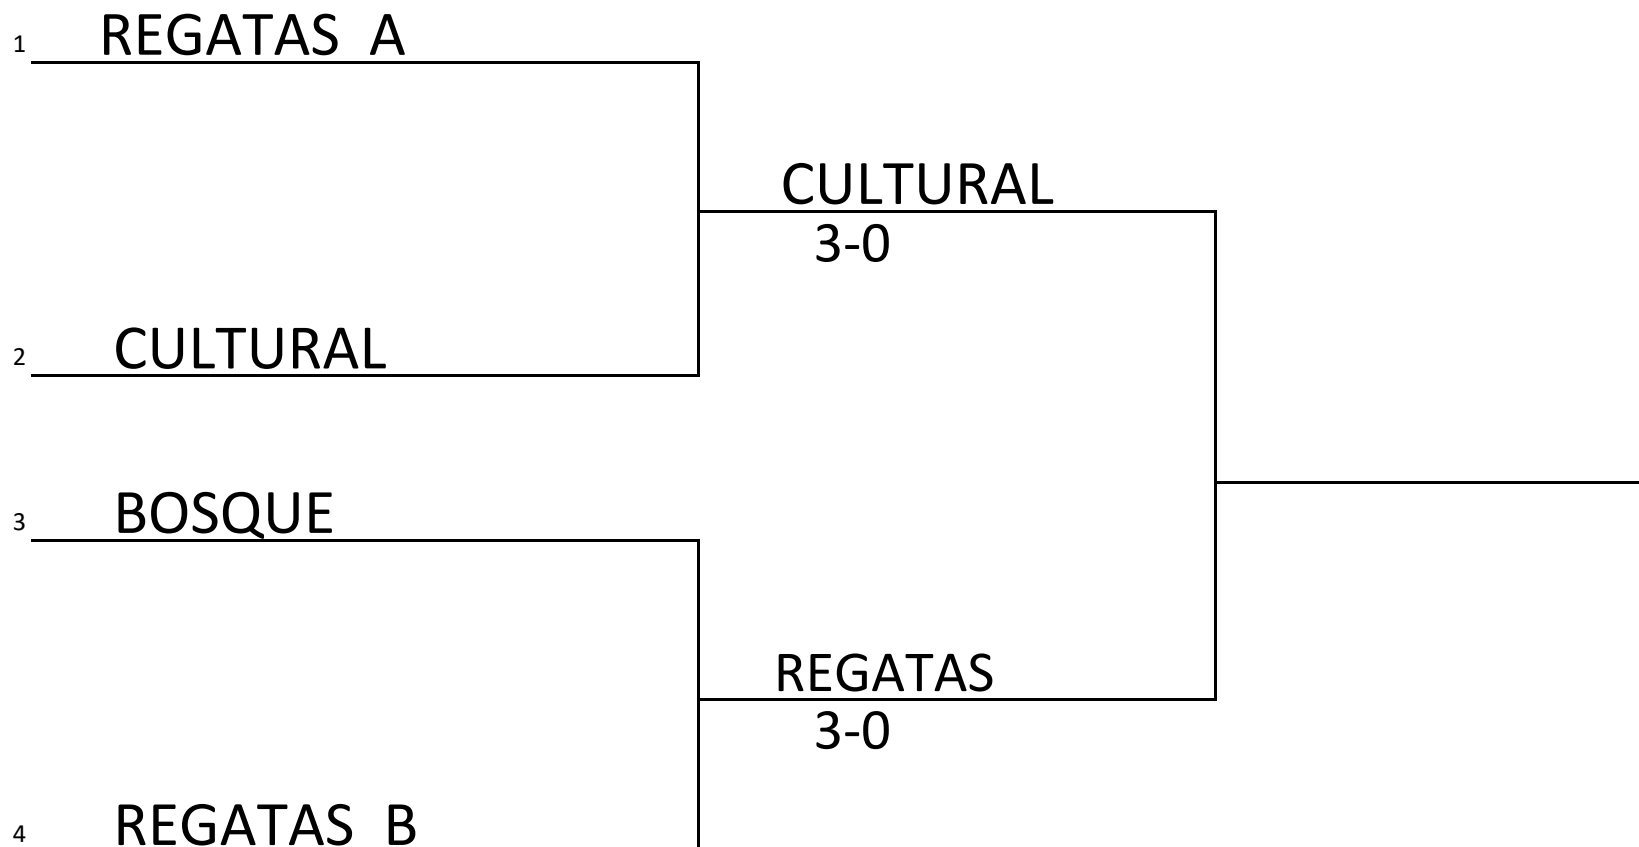 1 REGATAS A
CULTURAL
3-0
2 CULTURAL
3 BOSQUE
REGATAS
3-0
4 REGATAS B